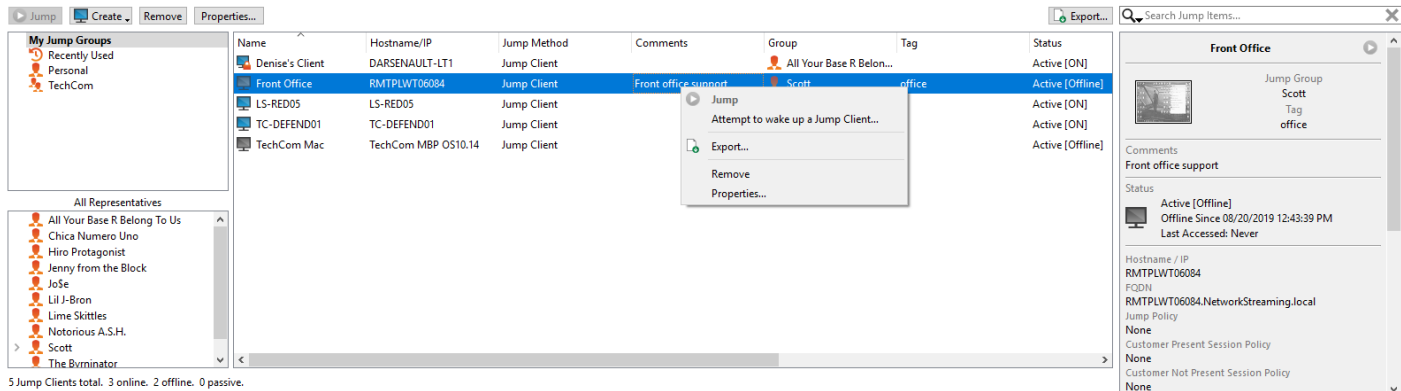 Jump Create Remove Properties... Export... Search Jump Items...
My Jump Groups
Recently Used
Personal
TechCom
All Representatives
All Your Base R Belong To Us
Chica Numero Uno
Hiro Protagonist
Jenny from the Block
Jo$e
Lil J-Bron
Lime Skittles
Notorious A.S.H.
Scott
The Byrninator
Name Hostname/IP Jump Method Comments Group Tag Status
Denise's Client DARSENAULT-LT1 Jump Client All Your Base R Belon... Active [ON]
Front Office RMTPLWT06084 Jump Client Front office support Scott office Active [Offline]
LS-RED05 LS-RED05 Jump Client Active [ON]
TC-DEFEND01 TC-DEFEND01 Jump Client Active [ON]
TechCom Mac TechCom MBP OS10.14 Jump Client Active [Offline]
Jump
Attempt to wake up a Jump Client...
Export...
Remove
Properties...
Front Office
Jump Group
Scott
Tag
office
Comments
Front office support
Status
Active [Offline]
Offline Since 08/20/2019 12:43:39 PM
Last Accessed: Never
Hostname / IP
RMTPLWT06084
FQDN
RMTPLWT06084.NetworkStreaming.local
Jump Policy
None
Customer Present Session Policy
None
Customer Not Present Session Policy
None
5 Jump Clients total. 3 online. 2 offline. 0 passive.